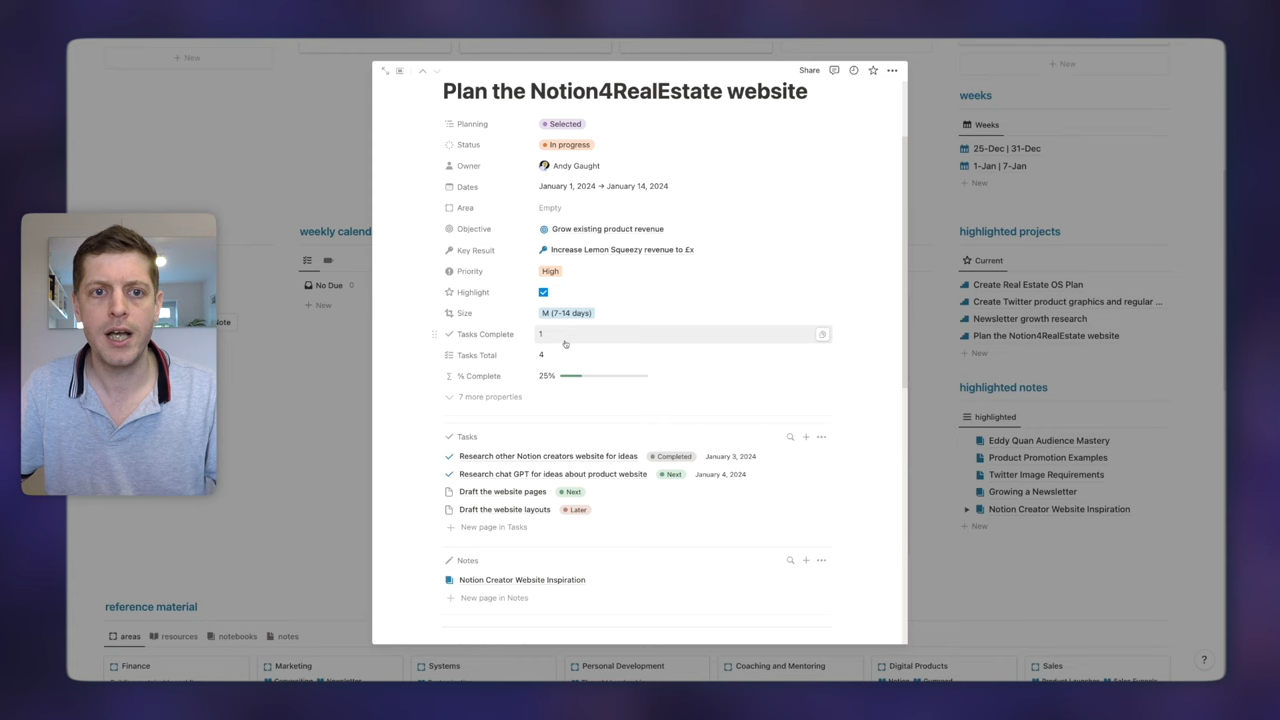 New
New
Share
Plan the Notion4RealEstate website
Planning Selected
Status In progress
Owner Andy Gaught
Dates January 1, 2024 → January 14, 2024
Area Empty
Objective Grow existing product revenue
Key Result Increase Lemon Squeezy revenue to £x
Priority High
Highlight
Size M (7-14 days)
Tasks Complete 1
Tasks Total 4
% Complete 25%
7 more properties
Tasks
Research other Notion creators website for ideas Completed January 3, 2024
Research chat GPT for ideas about product website Next January 4, 2024
Draft the website pages Next
Draft the website layouts Later
New page in Tasks
Notes
Notion Creator Website Inspiration
New page in Notes
weekly calend
No Due 0
New
Note
weeks
Weeks
25-Dec | 31-Dec
1-Jan | 7-Jan
New
highlighted projects
Current
Create Real Estate OS Plan
Create Twitter product graphics and regular ...
Newsletter growth research
Plan the Notion4RealEstate website
highlighted notes
highlighted
Eddy Quan Audience Mastery
Product Promotion Examples
Twitter Image Requirements
Growing a Newsletter
Notion Creator Website Inspiration
New
reference material
areas resources notebooks notes
Finance Marketing Systems Personal Development Coaching and Mentoring Digital Products Sales
?